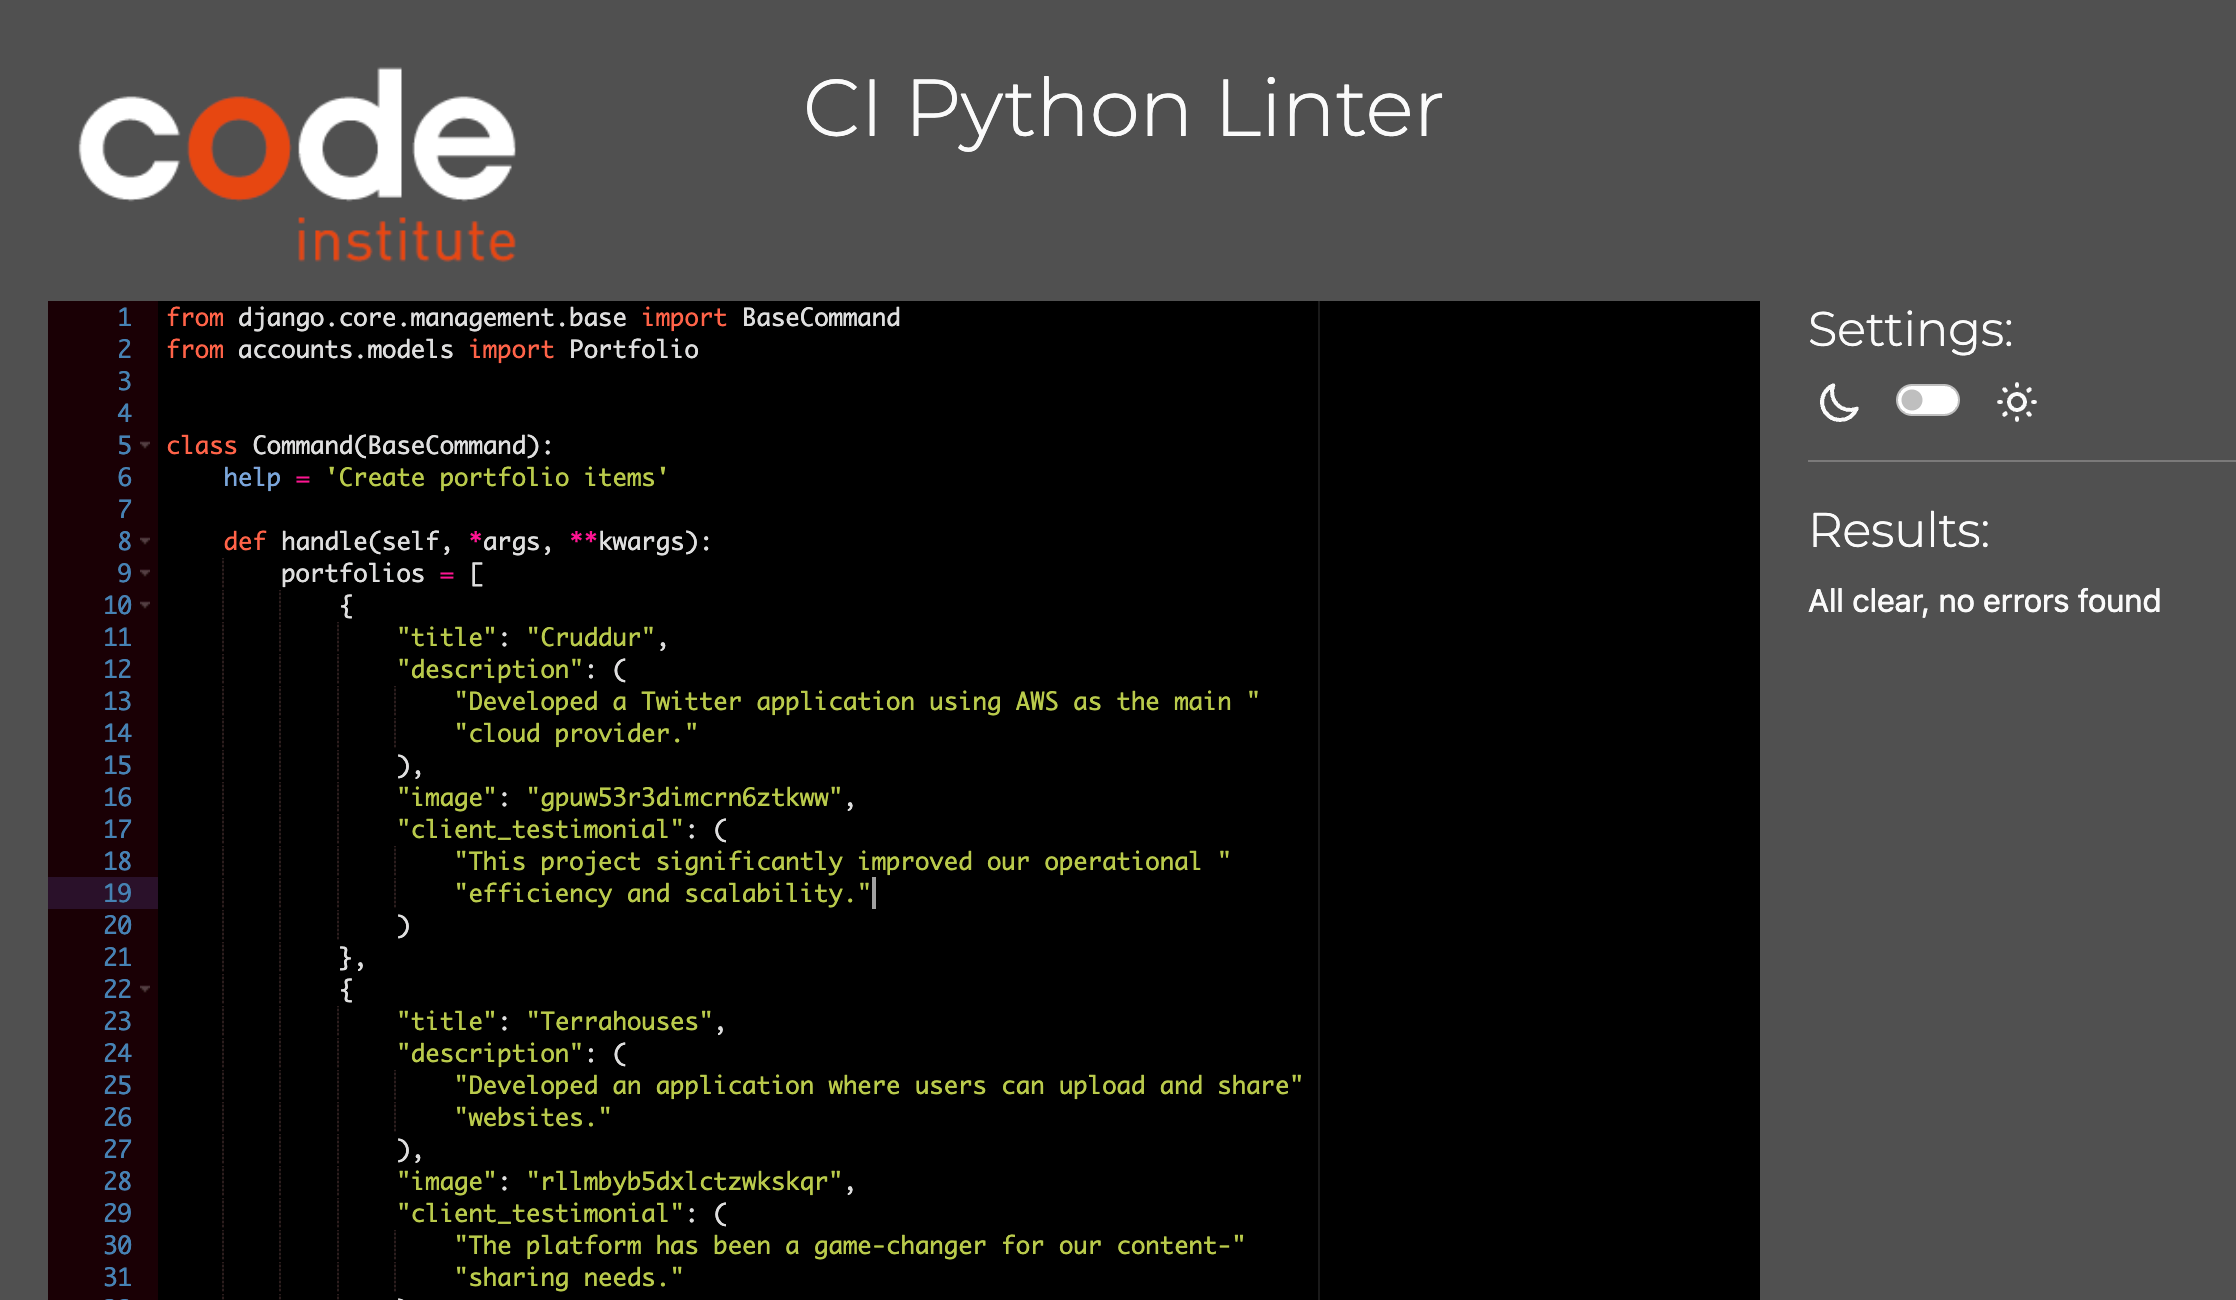 code
institute
CI Python Linter
1 from django.core.management.base import BaseCommand
2 from accounts.models import Portfolio
3
4
5 class Command(BaseCommand):
6     help = 'Create portfolio items'
7
8     def handle(self, *args, **kwargs):
9         portfolios = [
10             {
11                 "title": "Cruddur",
12                 "description": (
13                     "Developed a Twitter application using AWS as the main "
14                     "cloud provider."
15                 ),
16                 "image": "gpuw53r3dimcrn6ztkww",
17                 "client_testimonial": (
18                     "This project significantly improved our operational "
19                     "efficiency and scalability."
20                 )
21             },
22             {
23                 "title": "Terrahouses",
24                 "description": (
25                     "Developed an application where users can upload and share"
26                     "websites."
27                 ),
28                 "image": "rllmbyb5dxlctzwkskqr",
29                 "client_testimonial": (
30                     "The platform has been a game-changer for our content-"
31                     "sharing needs."
Settings:
Results:
All clear, no errors found